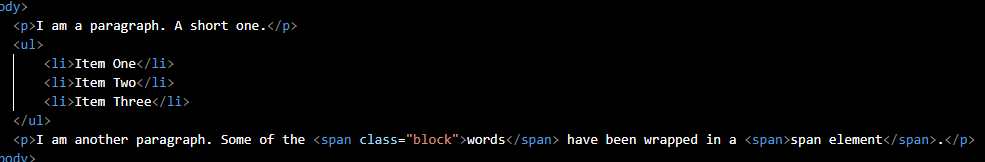 ody>
<p>I am a paragraph. A short one.</p>
<ul>
<li>Item One</li>
<li>Item Two</li>
<li>Item Three</li>
</ul>
<p>I am another paragraph. Some of the <span class="block">words</span> have been wrapped in a <span>span element</span>.</p>
ody>